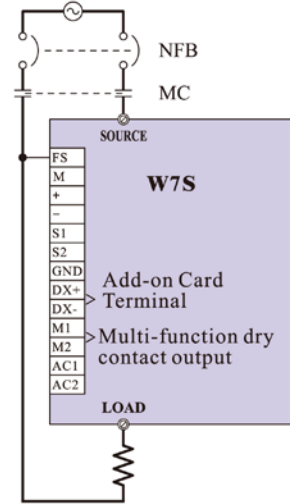 NFB
MC
SOURCE
W7S
FS
M
+
−
S1
S2
GND
DX+
DX-
M1
M2
AC1
AC2
Add-on Card
Terminal
Multi-function dry
contact output
LOAD